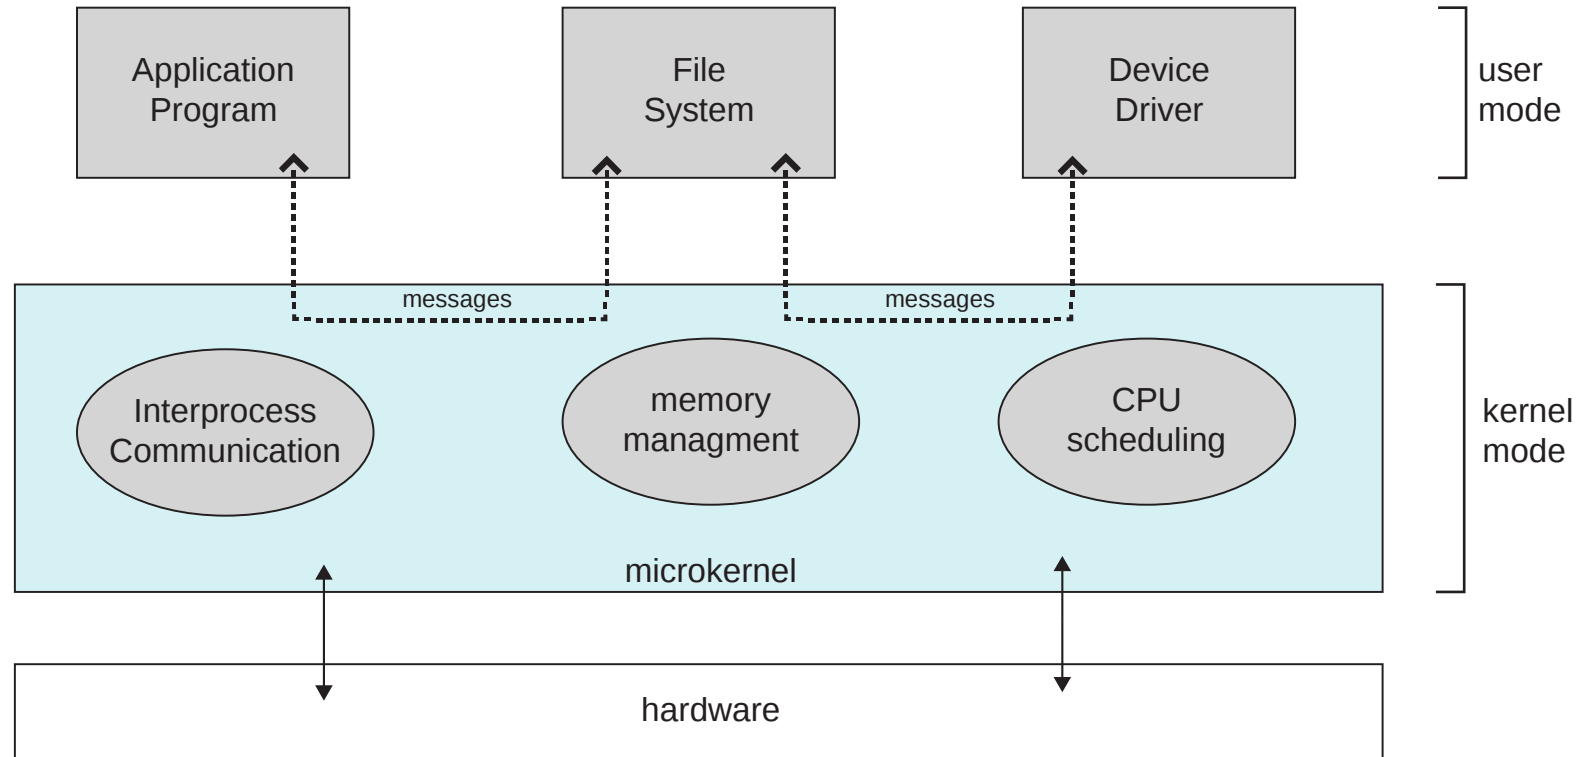 Application
Program
File
System
Device
Driver
user
mode
messages
messages
Interprocess
Communication
memory
managment
CPU
scheduling
kernel
mode
microkernel
hardware